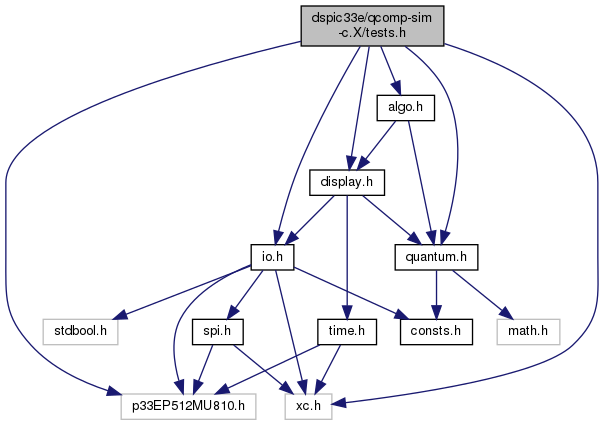 dspic33e/qcomp-sim
-c.X/tests.h
algo.h
display.h
io.h
quantum.h
stdbool.h
spi.h
time.h
consts.h
math.h
p33EP512MU810.h
xc.h